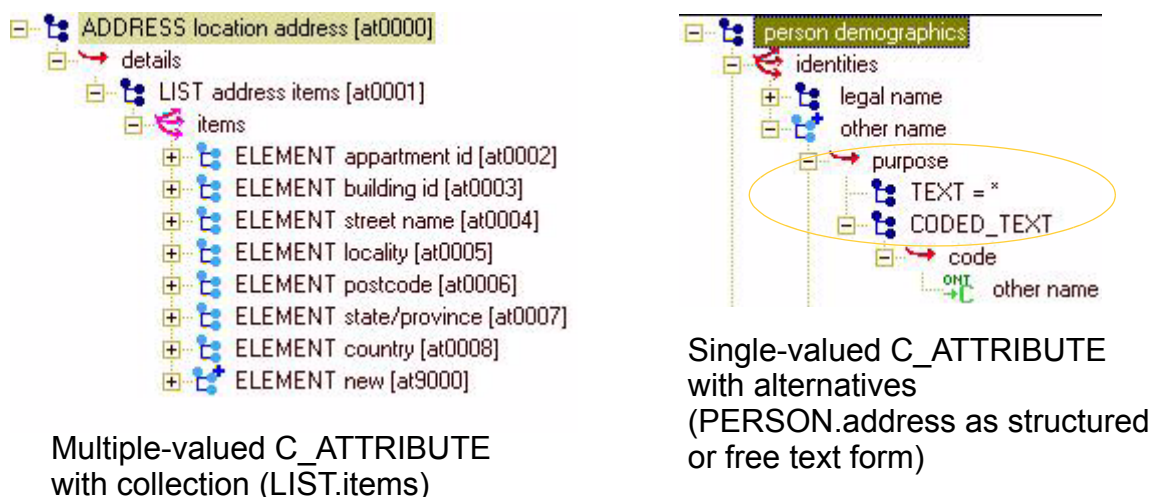 ADDRESS location address [at0000]
details
LIST address items [at0001]
items
ELEMENT appartment id [at0002]
ELEMENT building id [at0003]
ELEMENT street name [at0004]
ELEMENT locality [at0005]
ELEMENT postcode [at0006]
ELEMENT state/province [at0007]
ELEMENT country [at0008]
ELEMENT new [at9000]
Multiple-valued C_ATTRIBUTE
with collection (LIST.items)
person demographics
identities
legal name
other name
purpose
TEXT = *
CODED_TEXT
code
ONT C other name
Single-valued C_ATTRIBUTE
with alternatives
(PERSON.address as structured
or free text form)